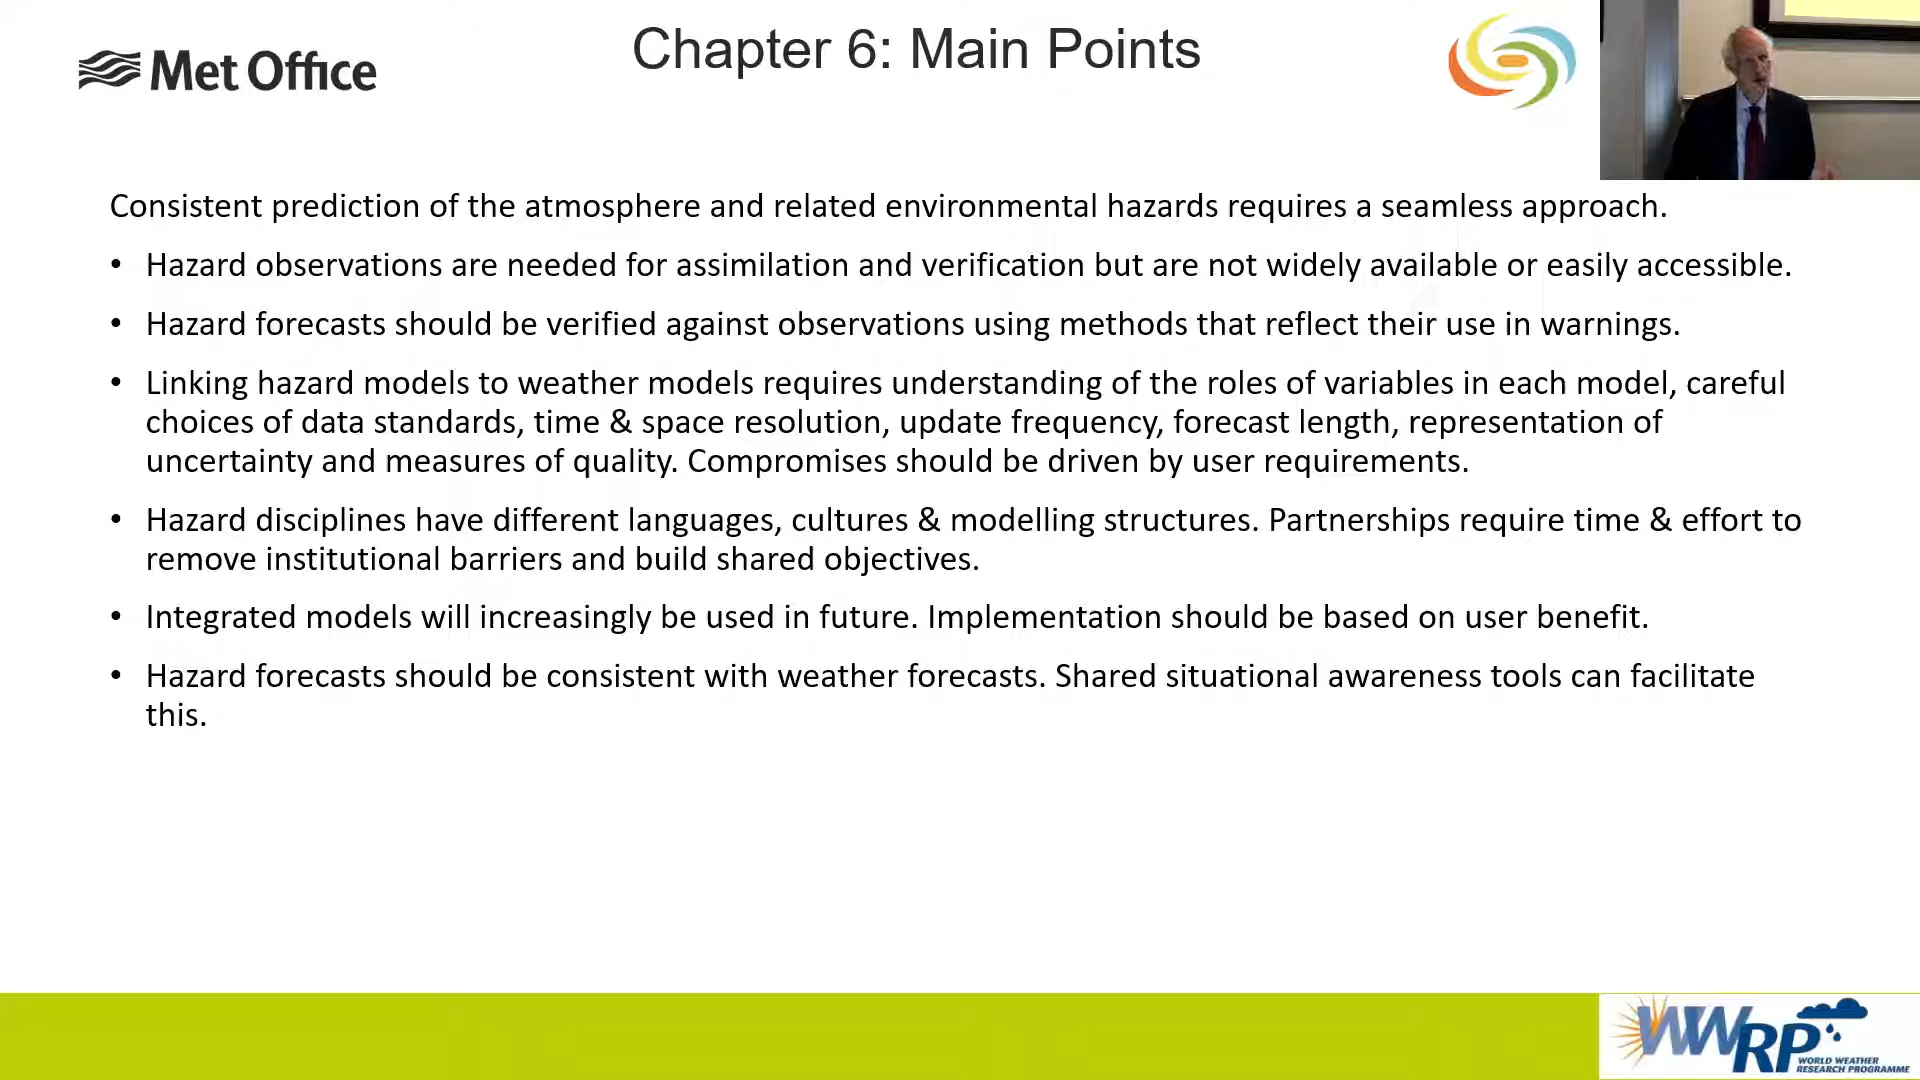 Chapter 6: Main Points
Met Office
Consistent prediction of the atmosphere and related environmental hazards requires a seamless approach.
• Hazard observations are needed for assimilation and verification but are not widely available or easily accessible.
• Hazard forecasts should be verified against observations using methods that reflect their use in warnings.
• Linking hazard models to weather models requires understanding of the roles of variables in each model, careful
choices of data standards, time & space resolution, update frequency, forecast length, representation of
uncertainty and measures of quality. Compromises should be driven by user requirements.
• Hazard disciplines have different languages, cultures & modelling structures. Partnerships require time & effort to
remove institutional barriers and build shared objectives.
• Integrated models will increasingly be used in future. Implementation should be based on user benefit.
• Hazard forecasts should be consistent with weather forecasts. Shared situational awareness tools can facilitate
this.
WWRP
WORLD WEATHER
RESEARCH PROGRAMME